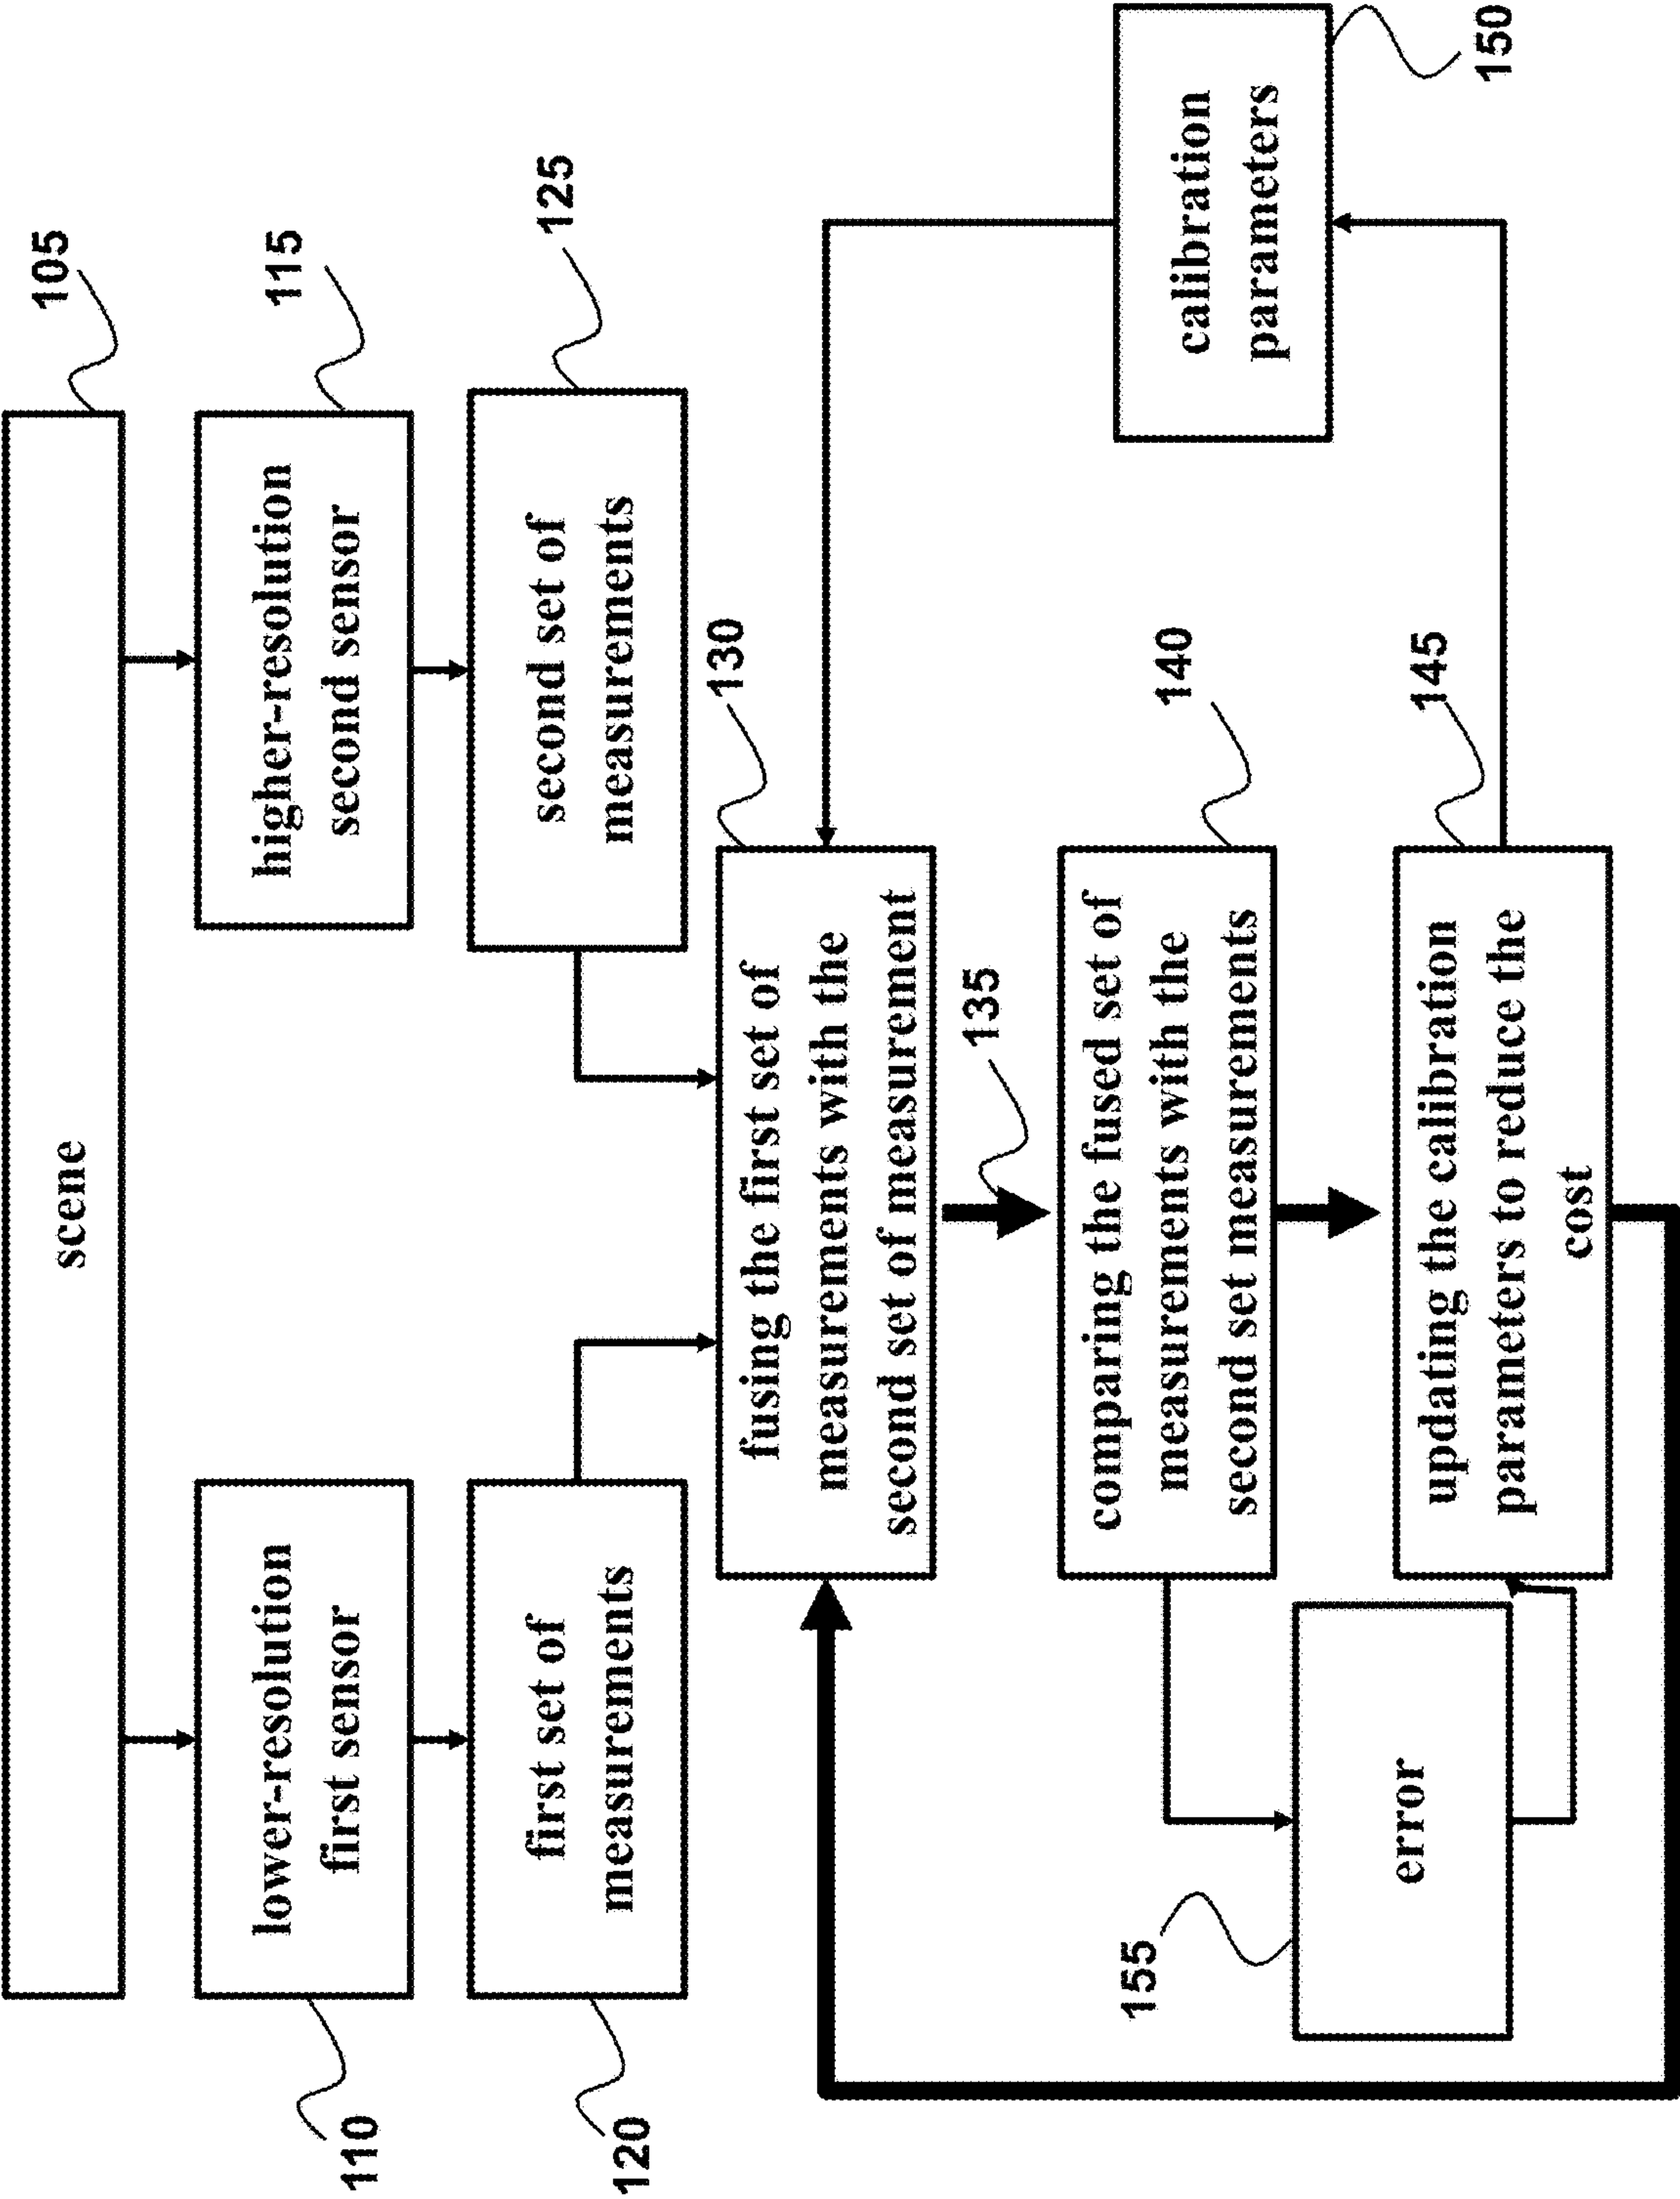 scene
105
lower-resolution
first sensor
110
higher-resolution
second sensor
115
first set of
measurements
120
second set of
measurements
125
fusing the first set of
measurements with the
second set of measurement
130
135
comparing the fused set of
measurements with the
second set measurements
140
error
155
updating the calibration
parameters to reduce the
cost
145
calibration
parameters
150